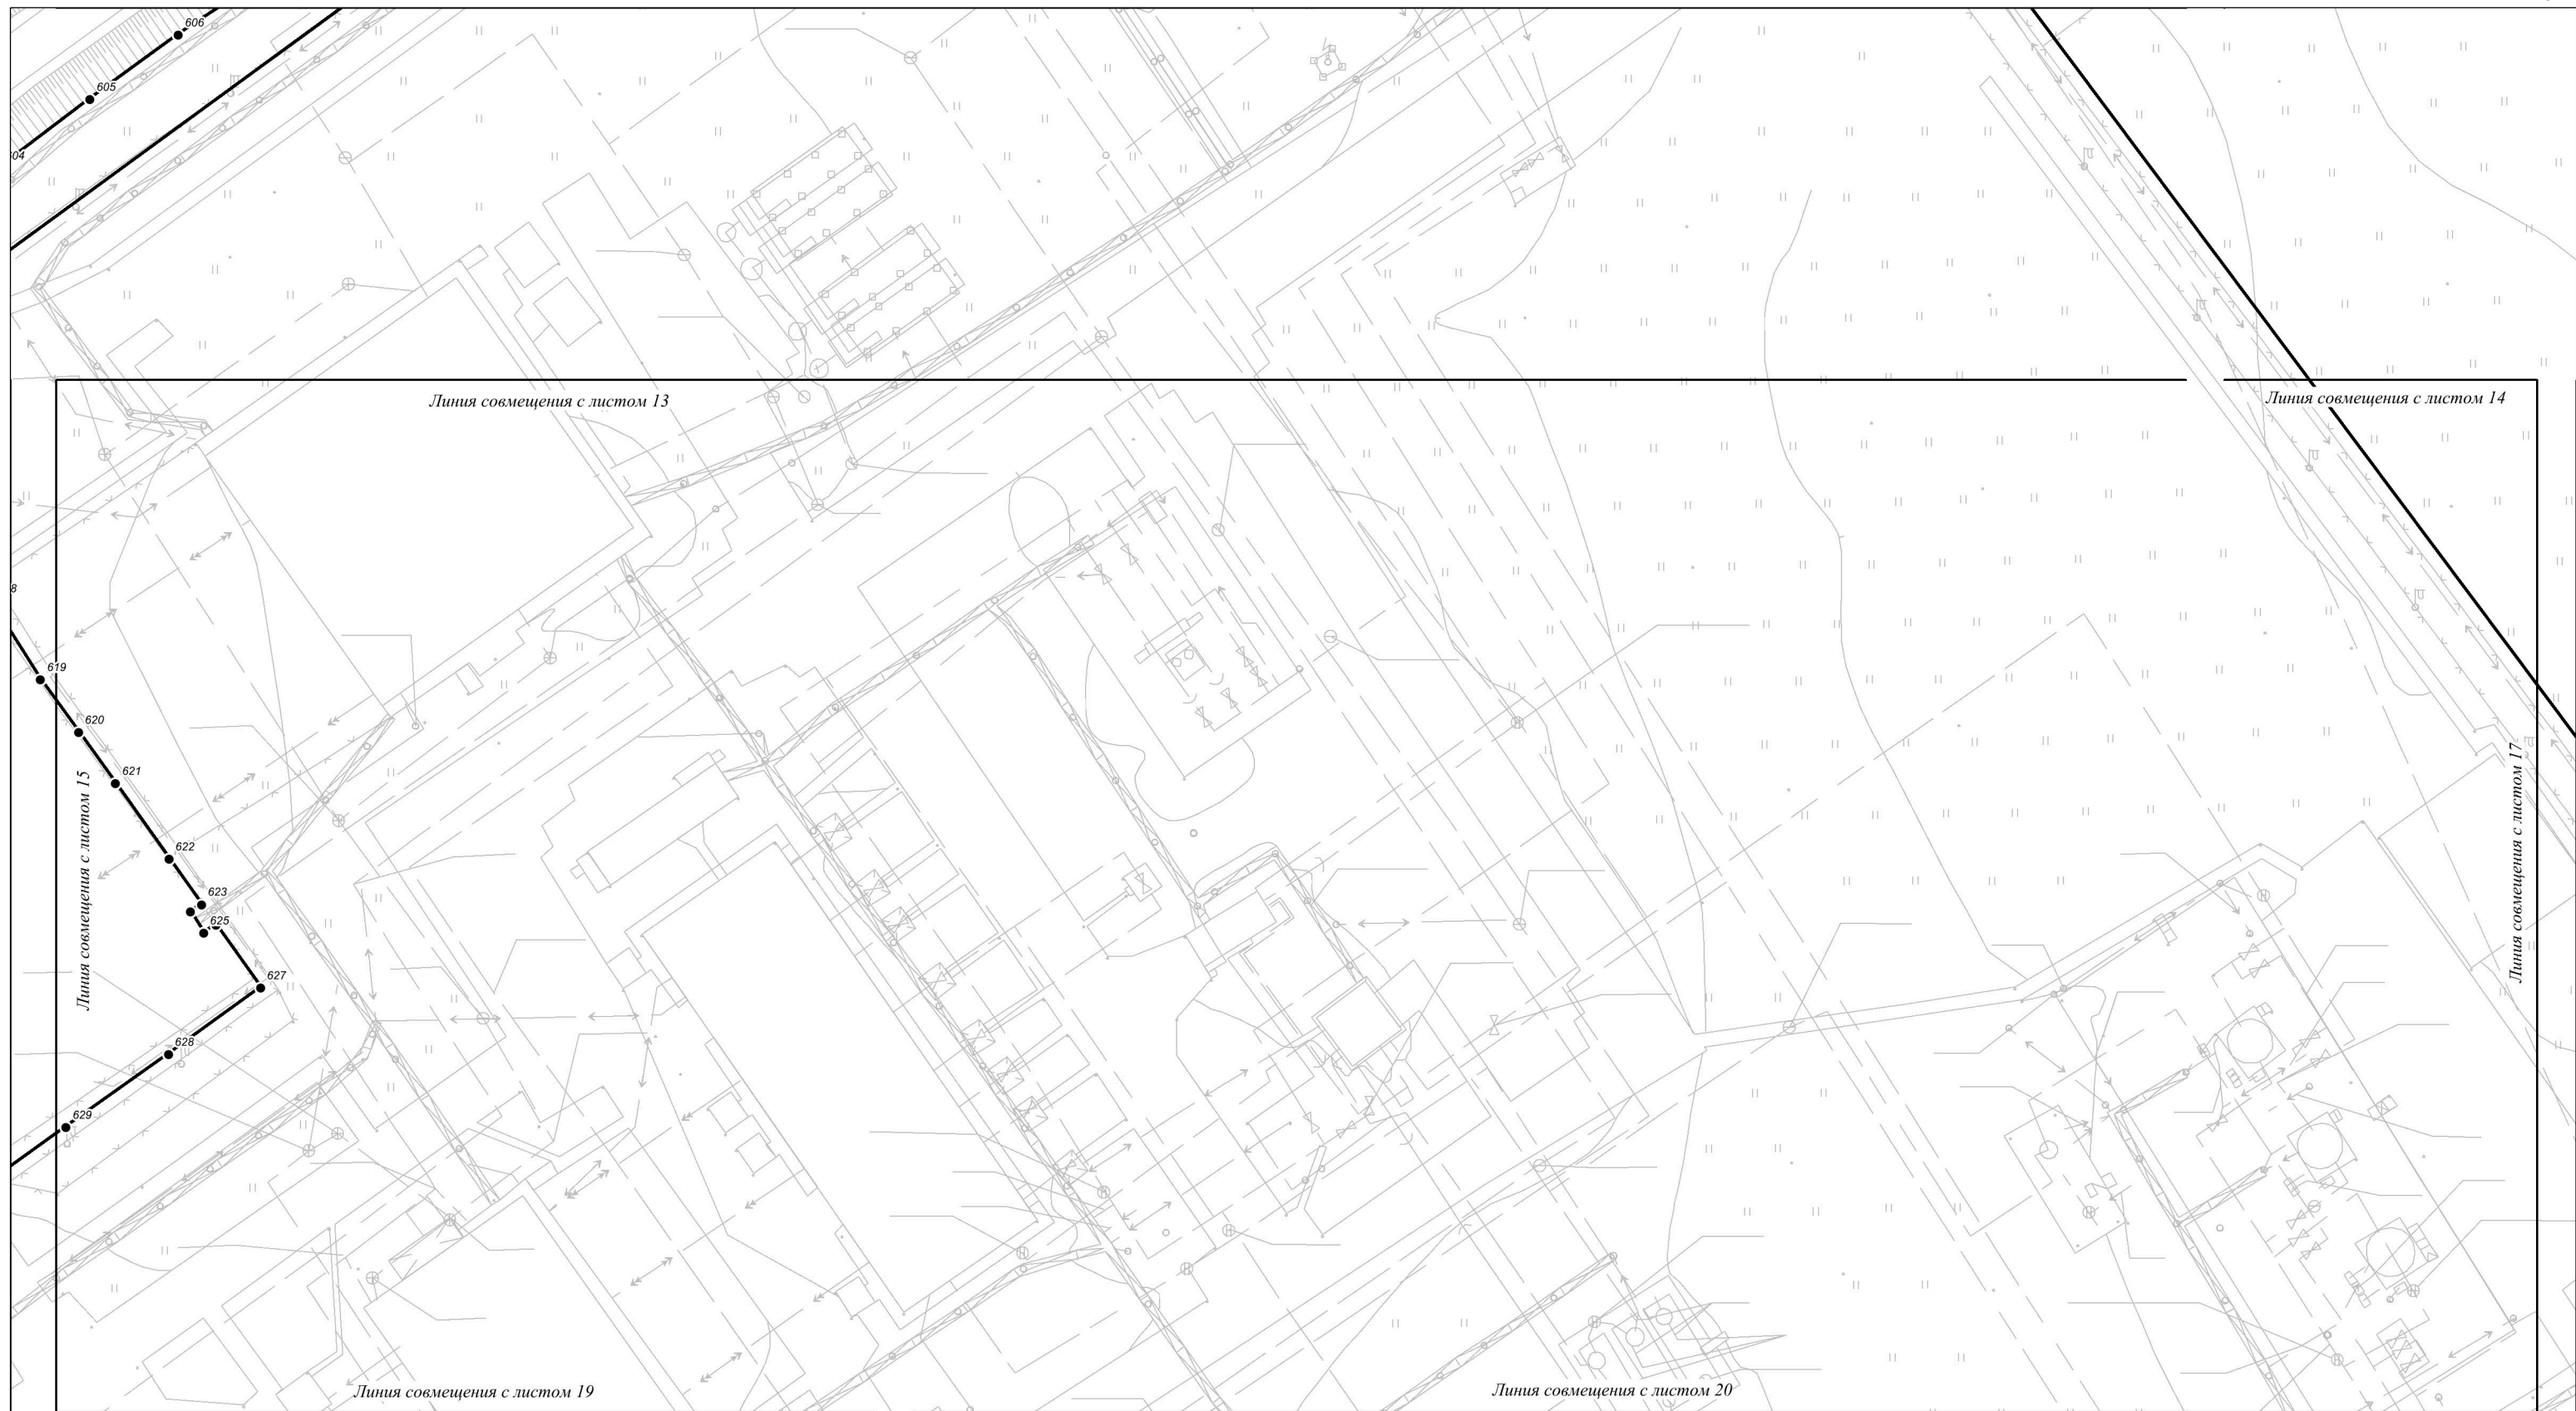 606
605
04
Линия совмещения с листом 13
Линия совмещения с листом 14
8
619
620
621
Линия совмещения с листом 15
Линия совмещения с листом 17
622
623
625
627
628
629
Линия совмещения с листом 19
Линия совмещения с листом 20